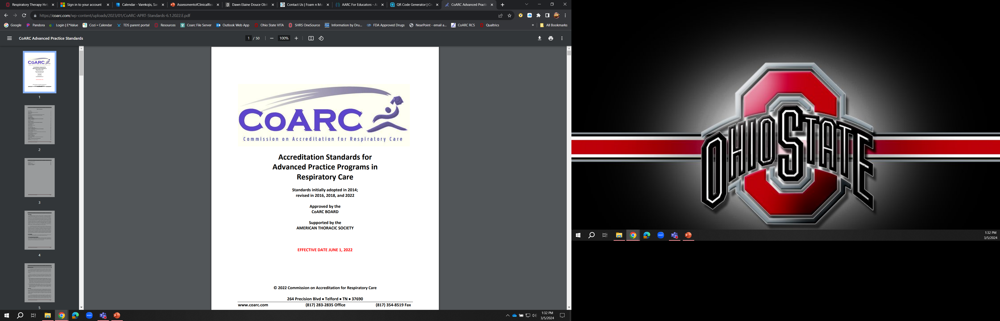 Respiratory Therapy Hel
Sign in to your account
Calendar - Varekojis, Sar
AssessmentofClinicalRea
Dawn Elaine Douce Obit
Contact Us | Foam n Mo
AARC For Educators - A
QR Code Generator | Cr
CoARC Advanced Practi
https://coarc.com/wp-content/uploads/2023/01/CoARC-APRT-Standards-6.1.2022.E.pdf
Google
Pandora
Login | E*Value
Cozi • Calendar
TDS parent portal
Resources
Coarc File Server
Outlook Web App
Ohio State VITA
SHRS OneSource
FDA
Information by Dru...
FDA Approved Drugs
NearPoint - email a...
CoARC RCS
Qualtrics
»
All Bookmarks
CoARC Advanced Practice Standards
1 / 50
100%
1
2
3
4
5
CoARC
Commission on Accreditation for Respiratory Care
Accreditation Standards for
Advanced Practice Programs in
Respiratory Care
Standards initially adopted in 2014;
revised in 2016, 2018, and 2022
Approved by the
CoARC BOARD
Supported by the
AMERICAN THORACIC SOCIETY
EFFECTIVE DATE JUNE 1, 2022
© 2022 Commission on Accreditation for Respiratory Care
264 Precision Blvd ● Telford ● TN ● 37690
www.coarc.com (817) 283-2835 Office (817) 354-8519 Fax
zoom
1:32 PM
3/5/2024
OHIO STATE
zoom
1:32 PM
3/5/2024